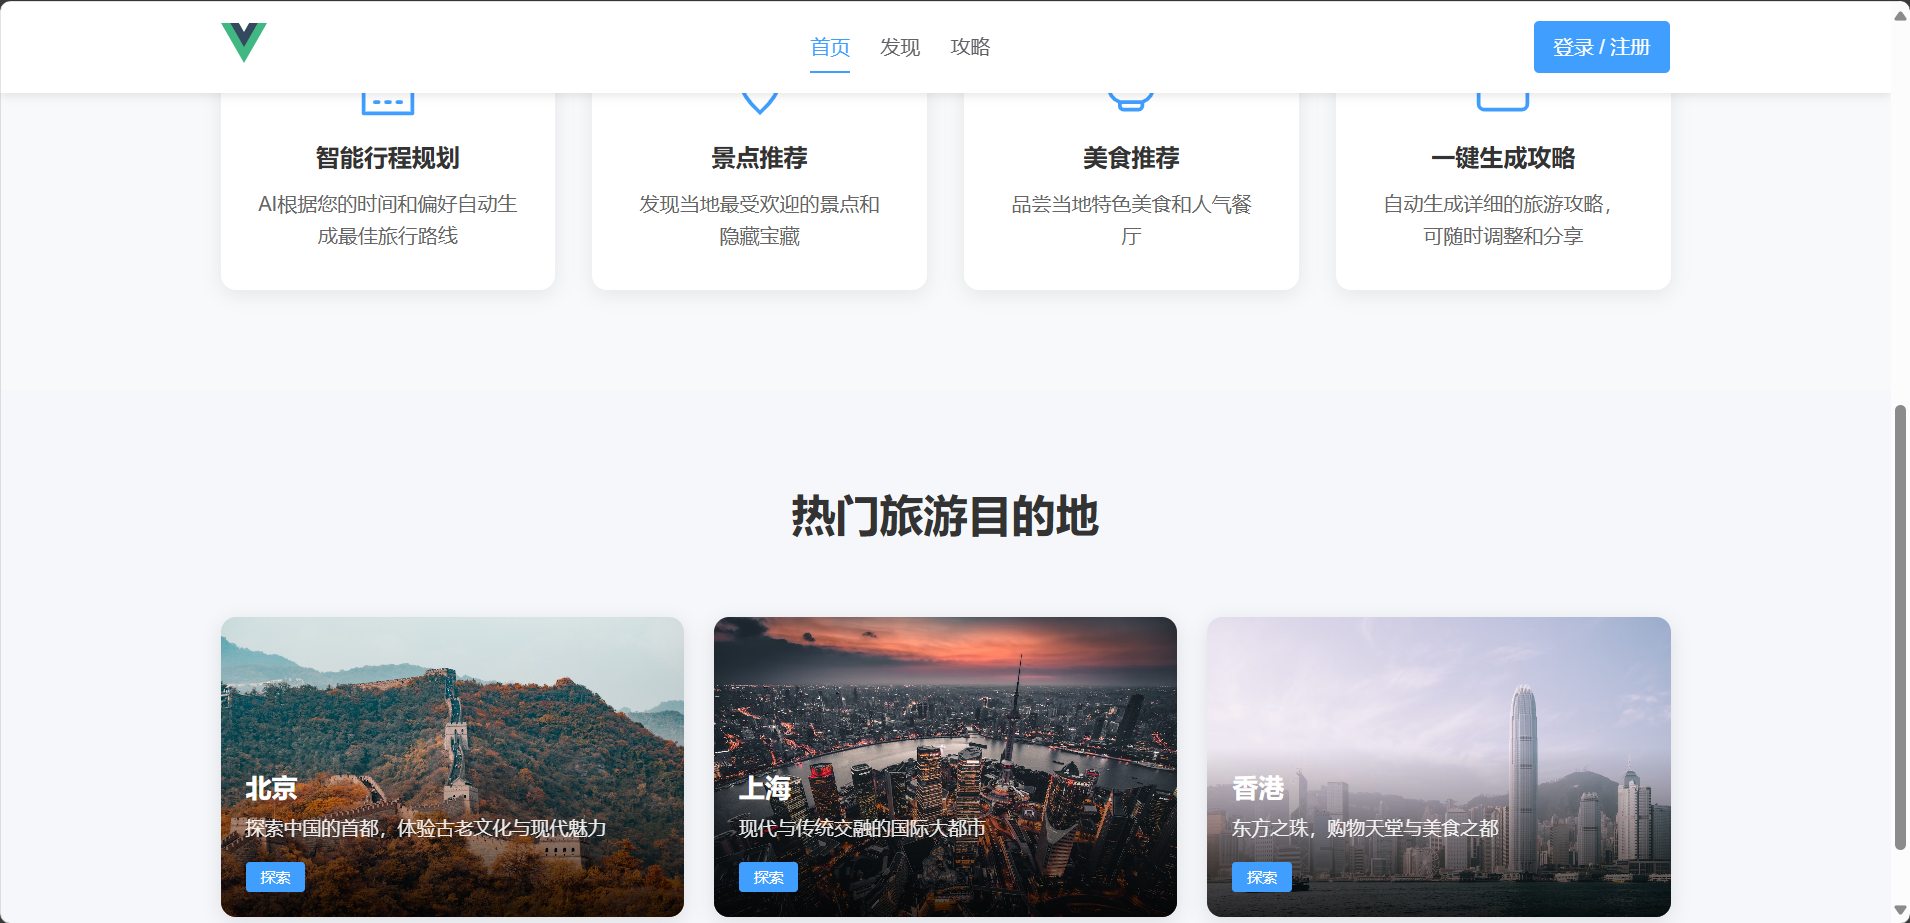 首页
发现
攻略
登录 / 注册
智能行程规划
AI根据您的时间和偏好自动生
成最佳旅行路线
景点推荐
发现当地最受欢迎的景点和
隐藏宝藏
美食推荐
品尝当地特色美食和人气餐
厅
一键生成攻略
自动生成详细的旅游攻略，
可随时调整和分享
热门旅游目的地
北京
探索中国的首都，体验古老文化与现代魅力
探索
上海
现代与传统交融的国际大都市
探索
香港
东方之珠，购物天堂与美食之都
探索